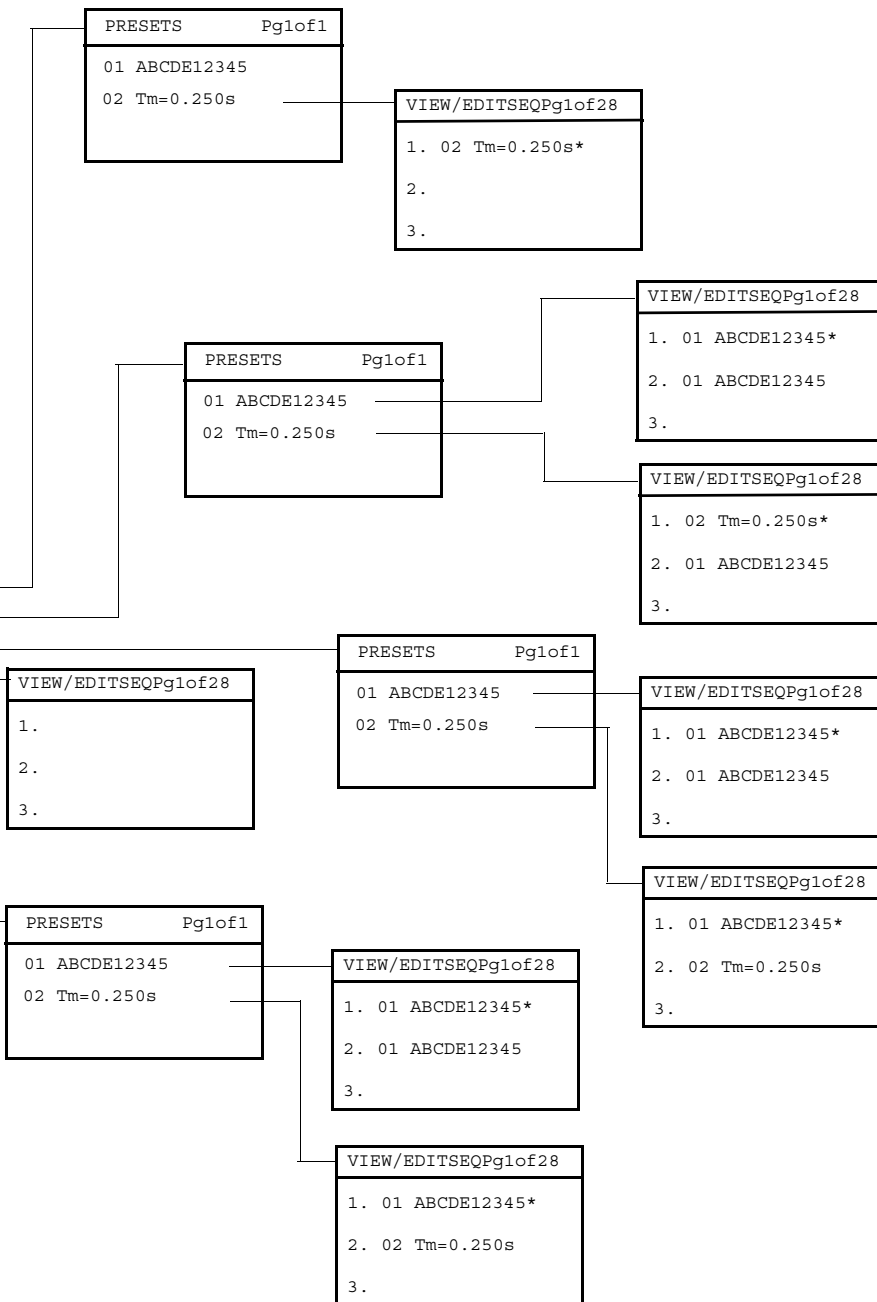 PRESETS Pg1of1
01 ABCDE12345
02 Tm=0.250s
VIEW/EDITSEQPg1of28
1. 02 Tm=0.250s*
2.
3.
VIEW/EDITSEQPg1of28
1. 01 ABCDE12345*
2. 01 ABCDE12345
3.
PRESETS Pg1of1
01 ABCDE12345
02 Tm=0.250s
VIEW/EDITSEQPg1of28
1. 02 Tm=0.250s*
2. 01 ABCDE12345
3.
PRESETS Pg1of1
01 ABCDE12345
02 Tm=0.250s
VIEW/EDITSEQPg1of28
1.
2.
3.
VIEW/EDITSEQPg1of28
1. 01 ABCDE12345*
2. 01 ABCDE12345
3.
VIEW/EDITSEQPg1of28
1. 01 ABCDE12345*
2. 02 Tm=0.250s
3.
PRESETS Pg1of1
01 ABCDE12345
02 Tm=0.250s
VIEW/EDITSEQPg1of28
1. 01 ABCDE12345*
2. 01 ABCDE12345
3.
VIEW/EDITSEQPg1of28
1. 01 ABCDE12345*
2. 02 Tm=0.250s
3.